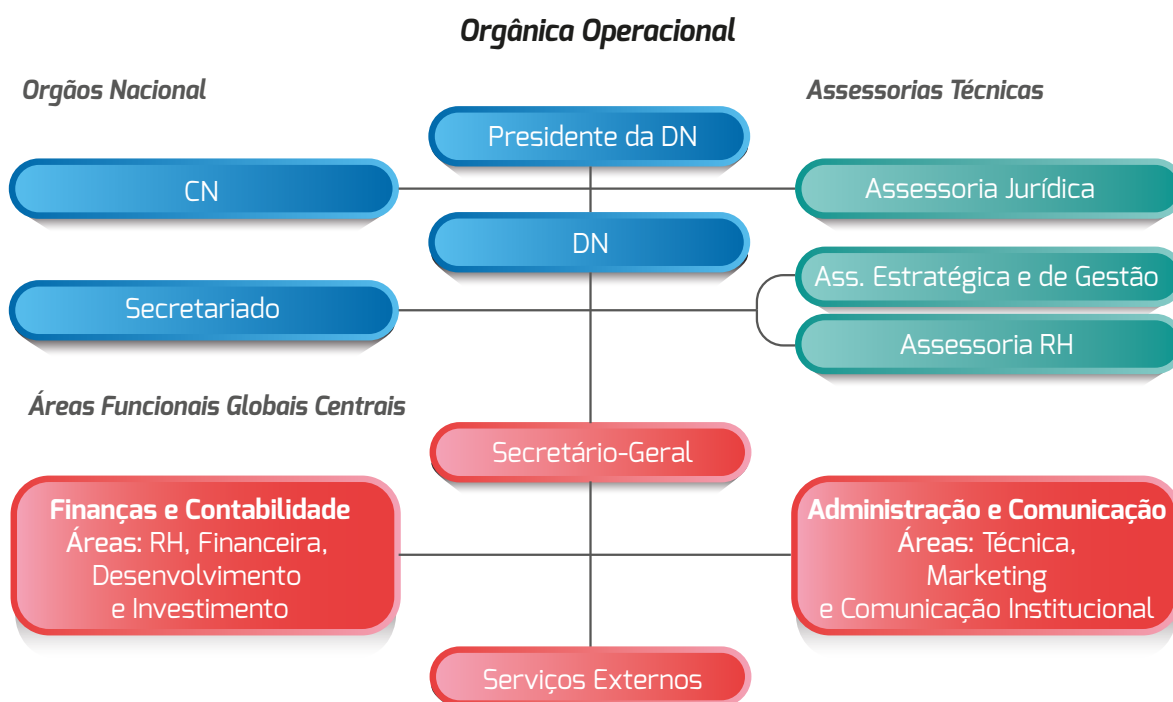 Orgânica Operacional
Orgãos Nacional
Assessorias Técnicas
Presidente da DN
CN
Assessoria Jurídica
DN
Ass. Estratégica e de Gestão
Secretariado
Assessoria RH
Áreas Funcionais Globais Centrais
Secretário-Geral
Finanças e Contabilidade
Áreas: RH, Financeira,
Desenvolvimento
e Investimento
Administração e Comunicação
Áreas: Técnica,
Marketing
e Comunicação Institucional
Serviços Externos